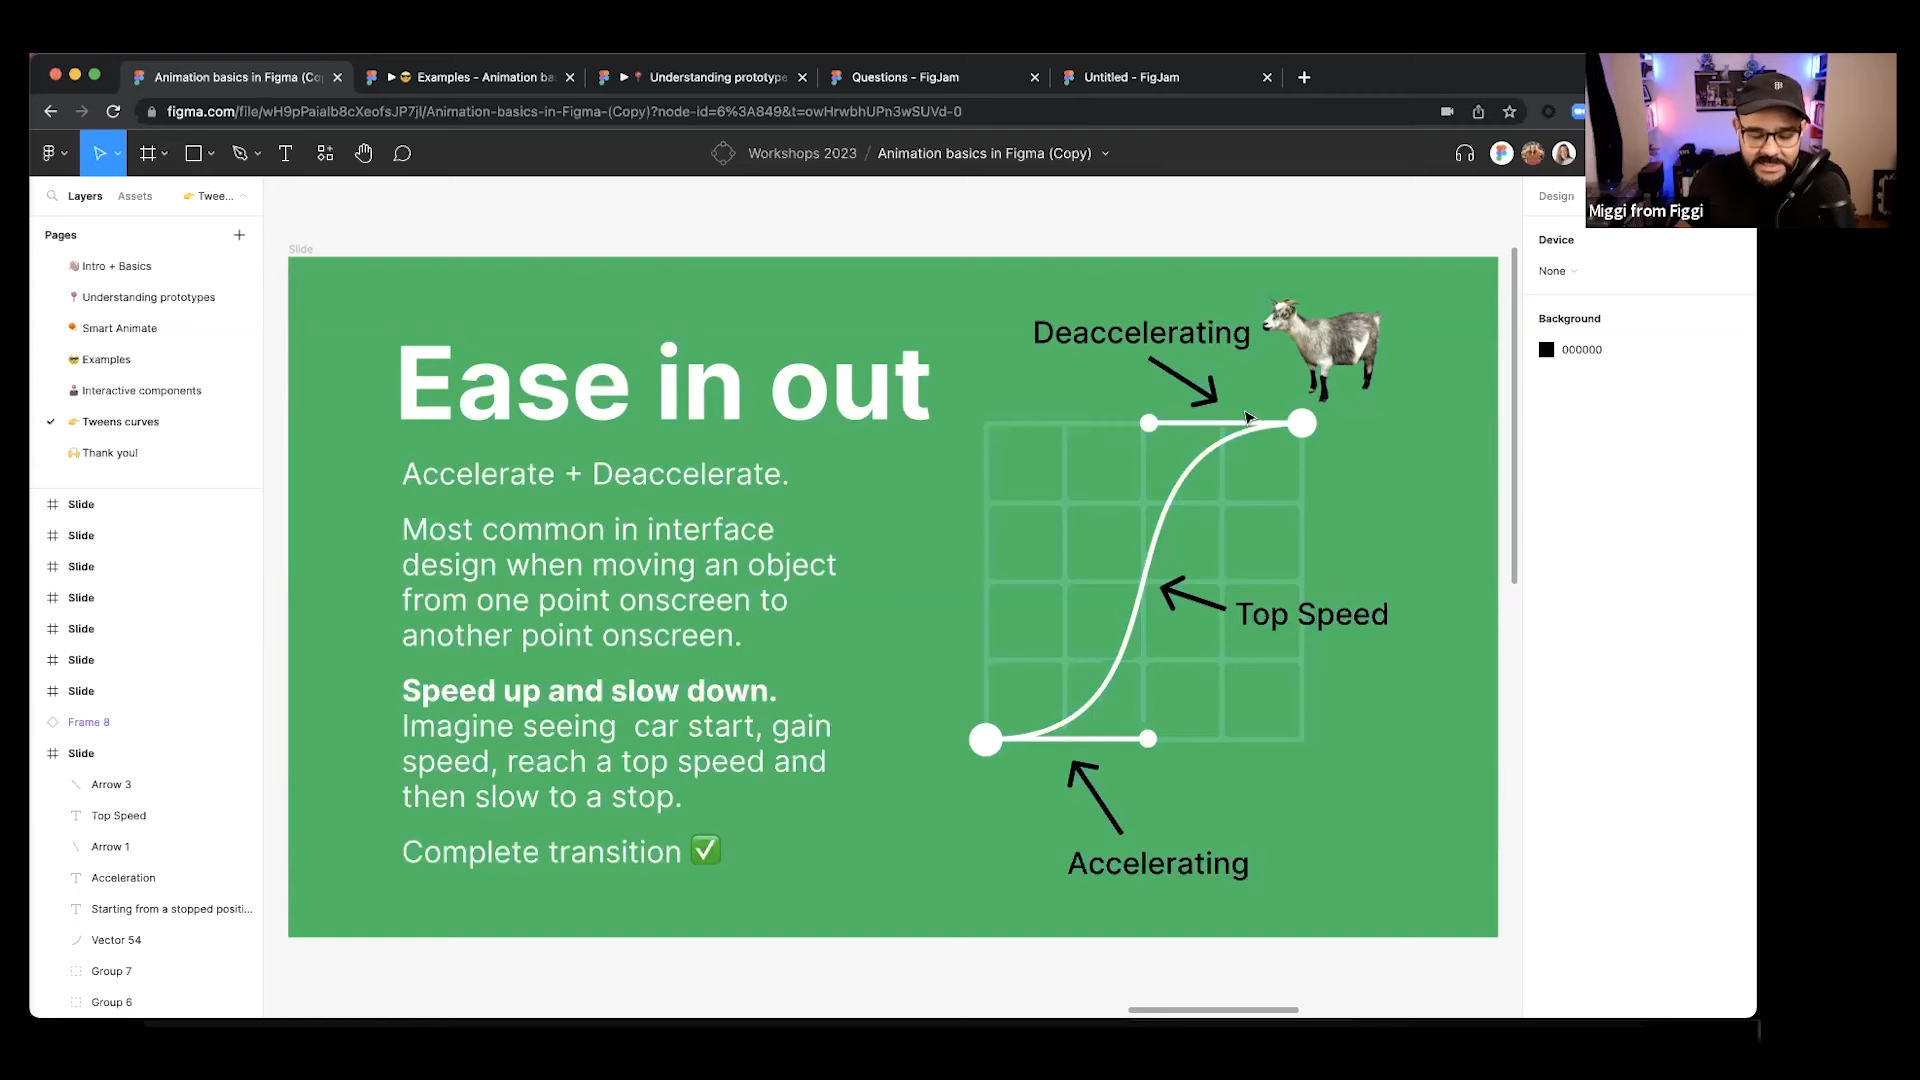 Animation basics in Figma (Co
Examples - Animation ba
Understanding prototype
Questions - FigJam
Untitled - FigJam
figma.com/file/wH9pPaialb8cXeofsJP7jl/Animation-basics-in-Figma-(Copy)?node-id=6%3A849&t=owHrwbhUPn3wSUVd-0
Workshops 2023 / Animation basics in Figma (Copy)
Miggi from Figgi
Layers
Assets
Twee...
Design
Pages
Intro + Basics
Understanding prototypes
Smart Animate
Examples
Interactive components
Tweens curves
Thank you!
Slide
Slide
Slide
Slide
Slide
Slide
Slide
Frame 8
Slide
Arrow 3
Top Speed
Arrow 1
Acceleration
Starting from a stopped positi...
Vector 54
Group 7
Group 6
Slide
Ease in out
Accelerate + Deaccelerate.
Most common in interface
design when moving an object
from one point onscreen to
another point onscreen.
Speed up and slow down.
Imagine seeing car start, gain
speed, reach a top speed and
then slow to a stop.
Complete transition ✅
Deaccelerating
Top Speed
Accelerating
Device
None
Background
000000